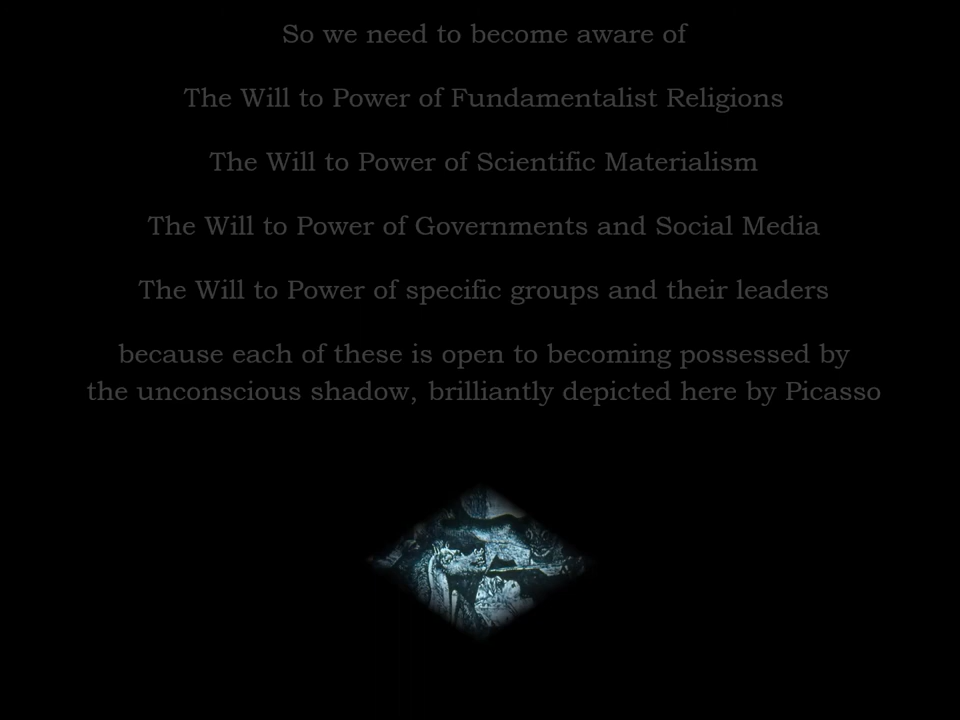 So we need to become aware of
The Will to Power of Fundamentalist Religions
The Will to Power of Scientific Materialism
The Will to Power of Governments and Social Media
The Will to Power of specific groups and their leaders
because each of these is open to becoming possessed by
the unconscious shadow, brilliantly depicted here by Picasso